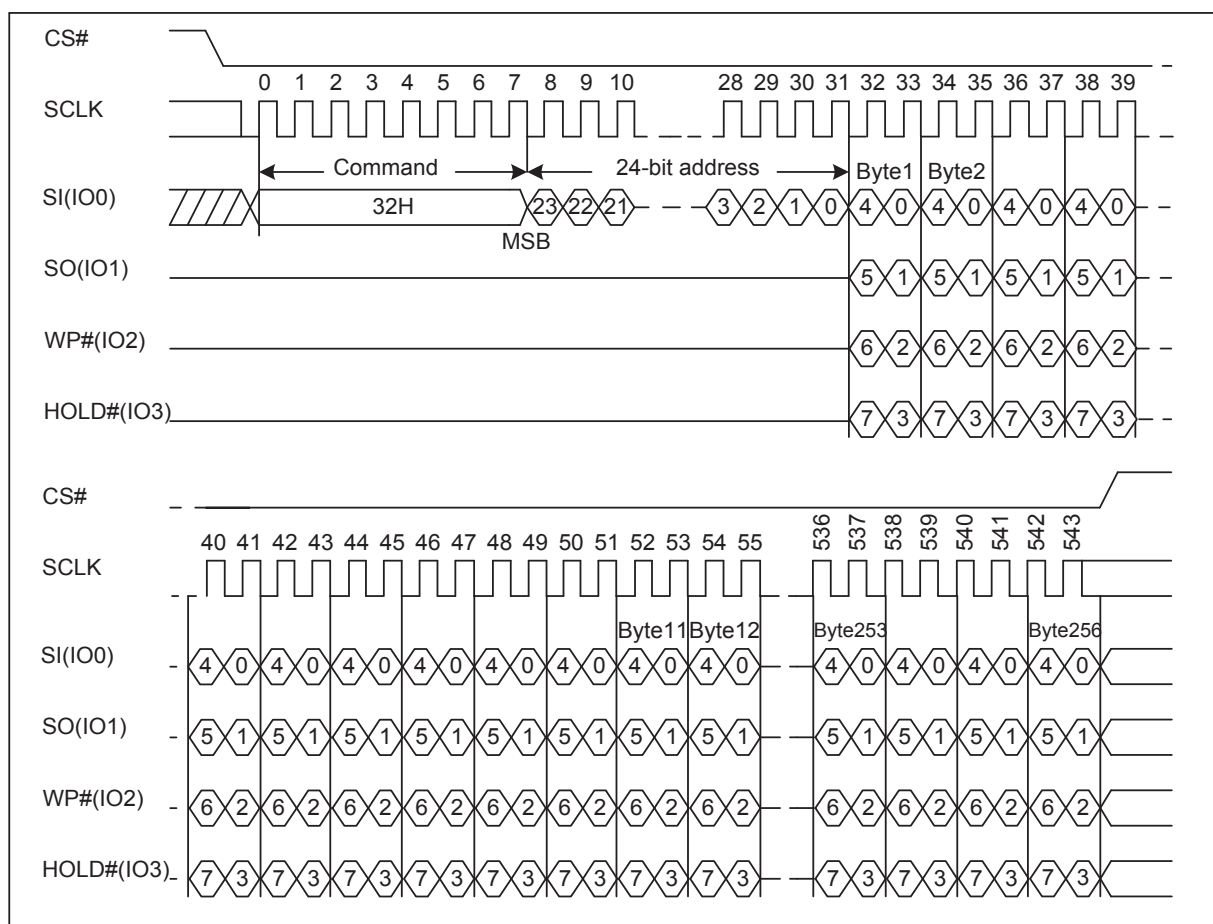 CS#
0 1 2 3 4 5 6 7 8 9 10 28 29 30 31 32 33 34 35 36 37 38 39
SCLK
Command 24-bit address Byte1 Byte2
SI(IO0) 32H 23 22 21 3 2 1 0 4 0 4 0 4 0 4 0
MSB
SO(IO1) 5 1 5 1 5 1 5 1
WP#(IO2) 6 2 6 2 6 2 6 2
HOLD#(IO3) 7 3 7 3 7 3 7 3
CS#
40 41 42 43 44 45 46 47 48 49 50 51 52 53 54 55 536 537 538 539 540 541 542 543
SCLK
Byte11 Byte12 Byte253 Byte256
SI(IO0) 4 0 4 0 4 0 4 0 4 0 4 0 4 0 4 0 4 0 4 0 4 0 4 0
SO(IO1) 5 1 5 1 5 1 5 1 5 1 5 1 5 1 5 1 5 1 5 1 5 1 5 1
WP#(IO2) 6 2 6 2 6 2 6 2 6 2 6 2 6 2 6 2 6 2 6 2 6 2 6 2
HOLD#(IO3) 7 3 7 3 7 3 7 3 7 3 7 3 7 3 7 3 7 3 7 3 7 3 7 3